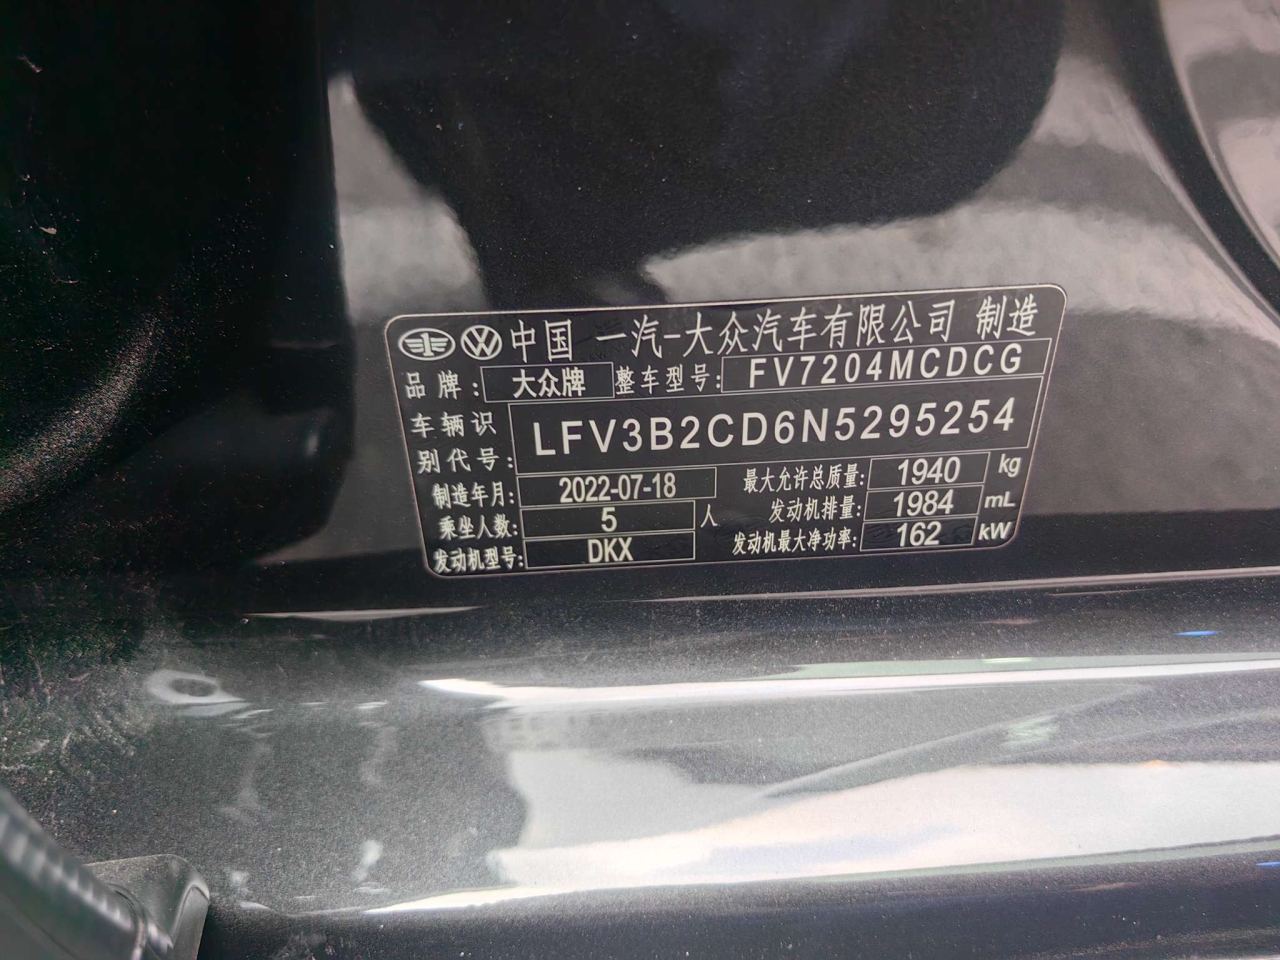 中国 一汽-大众汽车有限公司 制造
品牌: 大众牌 整车型号: FV7204MCDCG
车辆识别代号: LFV3B2CD6N5295254
制造年月: 2022-07-18 最大允许总质量: 1940 kg
乘坐人数: 5 人 发动机排量: 1984 mL
发动机型号: DKX 发动机最大净功率: 162 kW